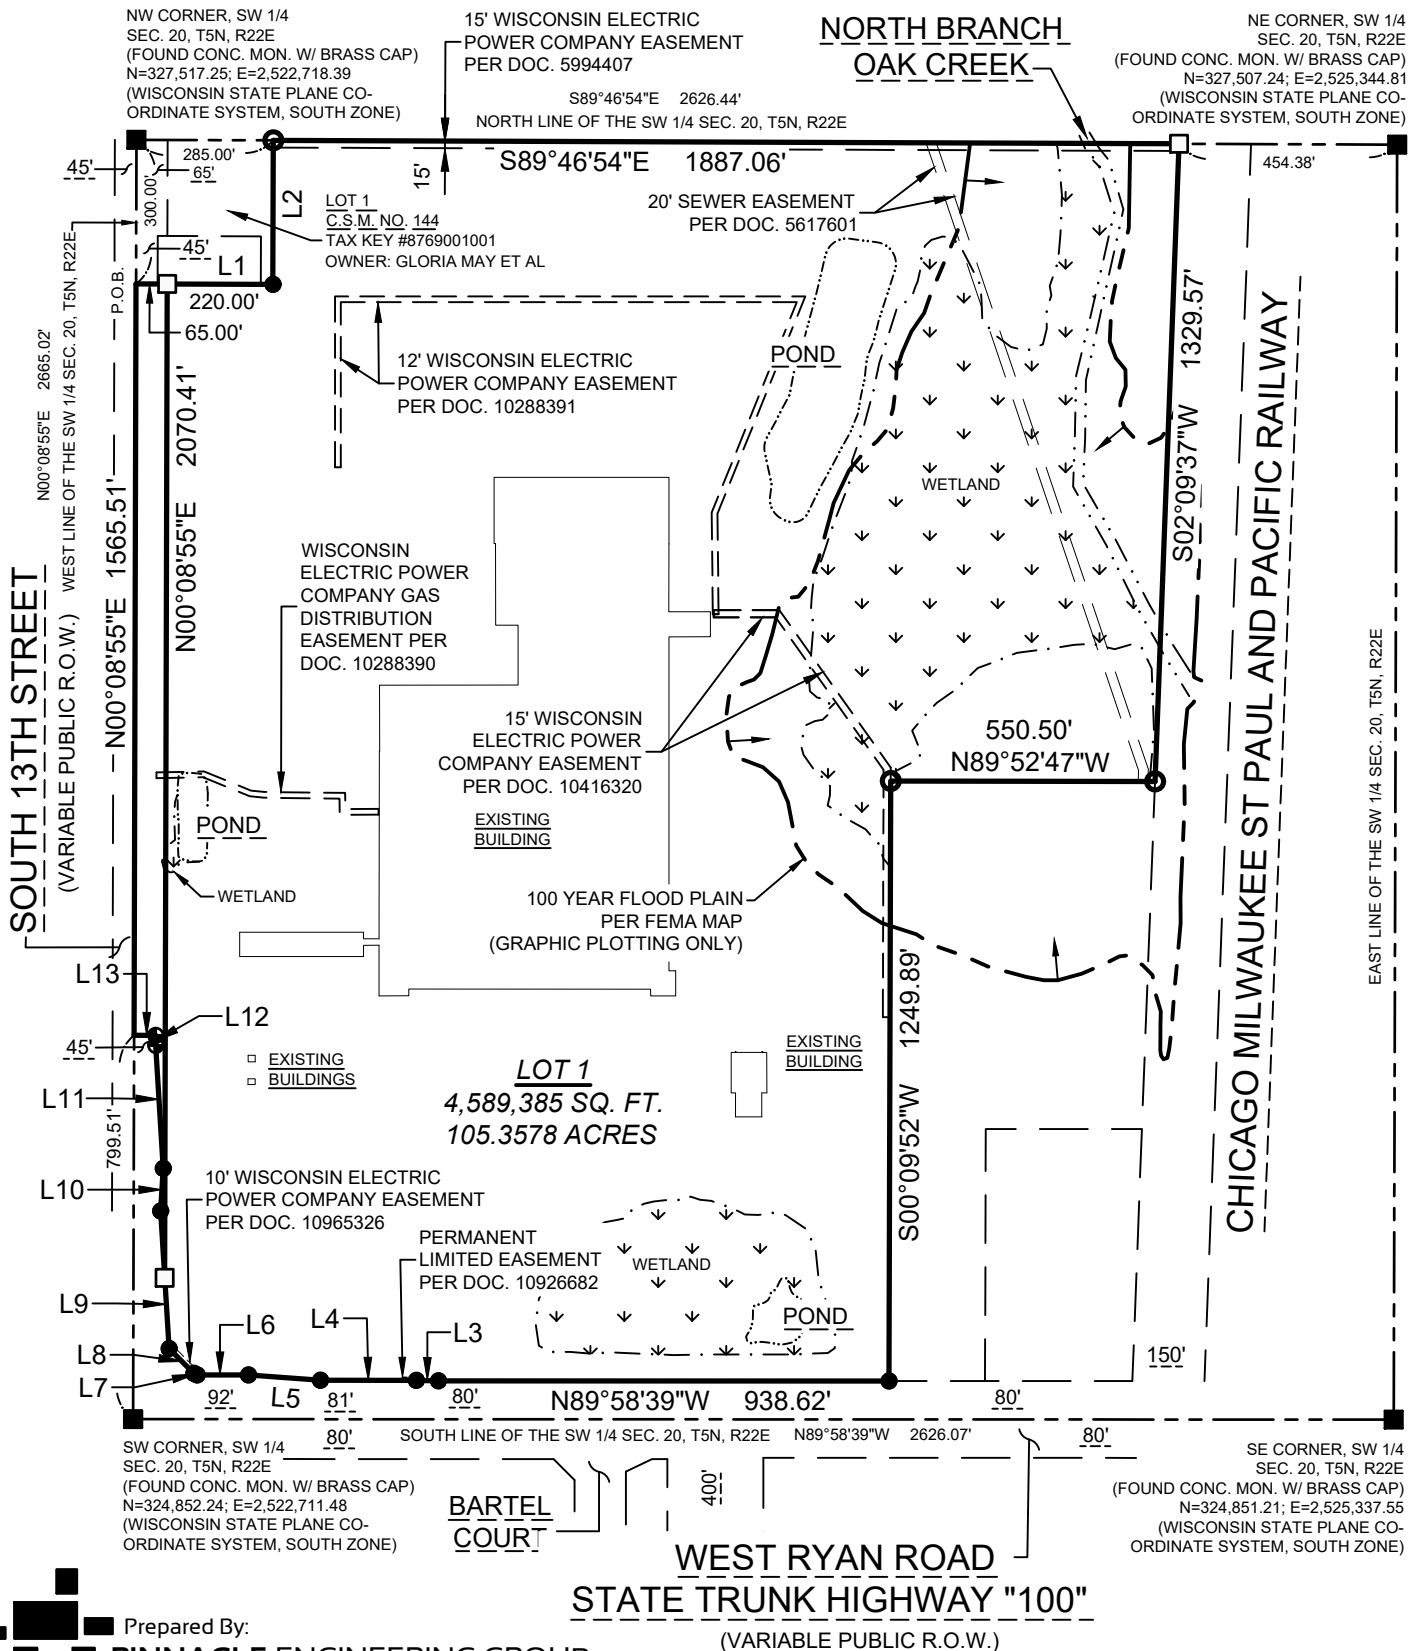 NW CORNER, SW 1/4
SEC. 20, T5N, R22E
(FOUND CONC. MON. W/ BRASS CAP)
N=327,517.25; E=2,522,718.39
(WISCONSIN STATE PLANE CO-
ORDINATE SYSTEM, SOUTH ZONE)
15' WISCONSIN ELECTRIC
POWER COMPANY EASEMENT
PER DOC. 5994407
NORTH BRANCH
OAK CREEK
NE CORNER, SW 1/4
SEC. 20, T5N, R22E
(FOUND CONC. MON. W/ BRASS CAP)
N=327,507.24; E=2,525,344.81
(WISCONSIN STATE PLANE CO-
ORDINATE SYSTEM, SOUTH ZONE)
S89°46'54"E 2626.44'
NORTH LINE OF THE SW 1/4 SEC. 20, T5N, R22E
285.00'
45'
65'
300.00'
S89°46'54"E 1887.06'
15'
454.38'
L2
LOT 1
C.S.M. NO. 144
TAX KEY #8769001001
OWNER: GLORIA MAY ET AL
20' SEWER EASEMENT
PER DOC. 5617601
45'
L1
P.O.B.
220.00'
65.00'
12' WISCONSIN ELECTRIC
POWER COMPANY EASEMENT
PER DOC. 10288391
POND
WETLAND
S02°09'37"W 1329.57'
CHICAGO MILWAUKEE ST PAUL AND PACIFIC RAILWAY
EAST LINE OF THE SW 1/4 SEC. 20, T5N, R22E
N00°08'55"E 2665.02'
WEST LINE OF THE SW 1/4 SEC. 20, T5N, R22E
N00°08'55"E 1565.51'
N00°08'55"E 2070.41'
SOUTH 13TH STREET
(VARIABLE PUBLIC R.O.W.)
WISCONSIN
ELECTRIC POWER
COMPANY GAS
DISTRIBUTION
EASEMENT PER
DOC. 10288390
15' WISCONSIN
ELECTRIC POWER
COMPANY EASEMENT
PER DOC. 10416320
550.50'
N89°52'47"W
EXISTING
BUILDING
POND
WETLAND
100 YEAR FLOOD PLAIN
PER FEMA MAP
(GRAPHIC PLOTTING ONLY)
L13
L12
45'
S00°09'52"W 1249.89'
EXISTING
BUILDINGS
EXISTING
BUILDING
LOT 1
4,589,385 SQ. FT.
105.3578 ACRES
L11
799.51'
L10
10' WISCONSIN ELECTRIC
POWER COMPANY EASEMENT
PER DOC. 10965326
PERMANENT
LIMITED EASEMENT
PER DOC. 10926682
WETLAND
POND
L9
L6
L4
L3
L8
L7
150'
92'
L5
81'
80'
N89°58'39"W 938.62'
80'
80'
SOUTH LINE OF THE SW 1/4 SEC. 20, T5N, R22E N89°58'39"W 2626.07'
80'
SW CORNER, SW 1/4
SEC. 20, T5N, R22E
(FOUND CONC. MON. W/ BRASS CAP)
N=324,852.24; E=2,522,711.48
(WISCONSIN STATE PLANE CO-
ORDINATE SYSTEM, SOUTH ZONE)
BARTEL
COURT
400'
SE CORNER, SW 1/4
SEC. 20, T5N, R22E
(FOUND CONC. MON. W/ BRASS CAP)
N=324,851.21; E=2,525,337.55
(WISCONSIN STATE PLANE CO-
ORDINATE SYSTEM, SOUTH ZONE)
WEST RYAN ROAD
STATE TRUNK HIGHWAY "100"
(VARIABLE PUBLIC R.O.W.)
Prepared By:
PINNACLE ENGINEERING GROUP